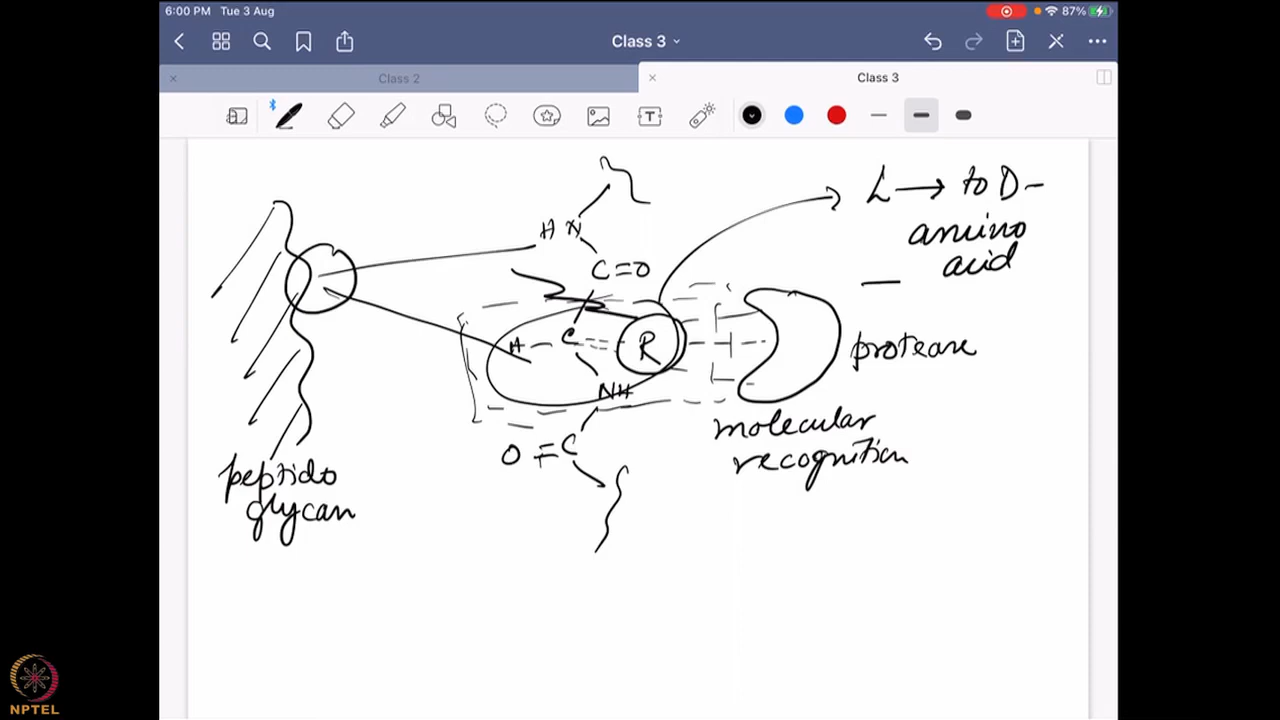 6:00 PM Tue 3 Aug
87%
Class 3
Class 2
Class 3
T
L → to D-
amino
acid
HN
C=O
H
C
R
NH
O=C
protease
molecular
recognition
peptido
glycan
NPTEL